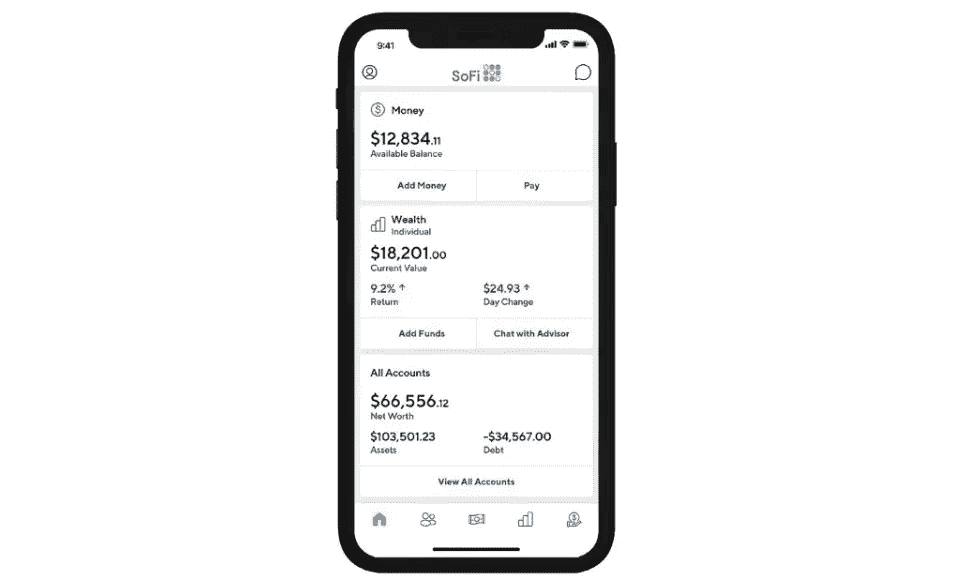 9:41
SoFi
Money
$12,834.11
Available Balance
Add Money Pay
Wealth
Individual
$18,201.00
Current Value
9.2% ↑ $24.93 ↑
Return Day Change
Add Funds Chat with Advisor
All Accounts
$66,556.12
Net Worth
$103,501.23 -$34,567.00
Assets Debt
View All Accounts